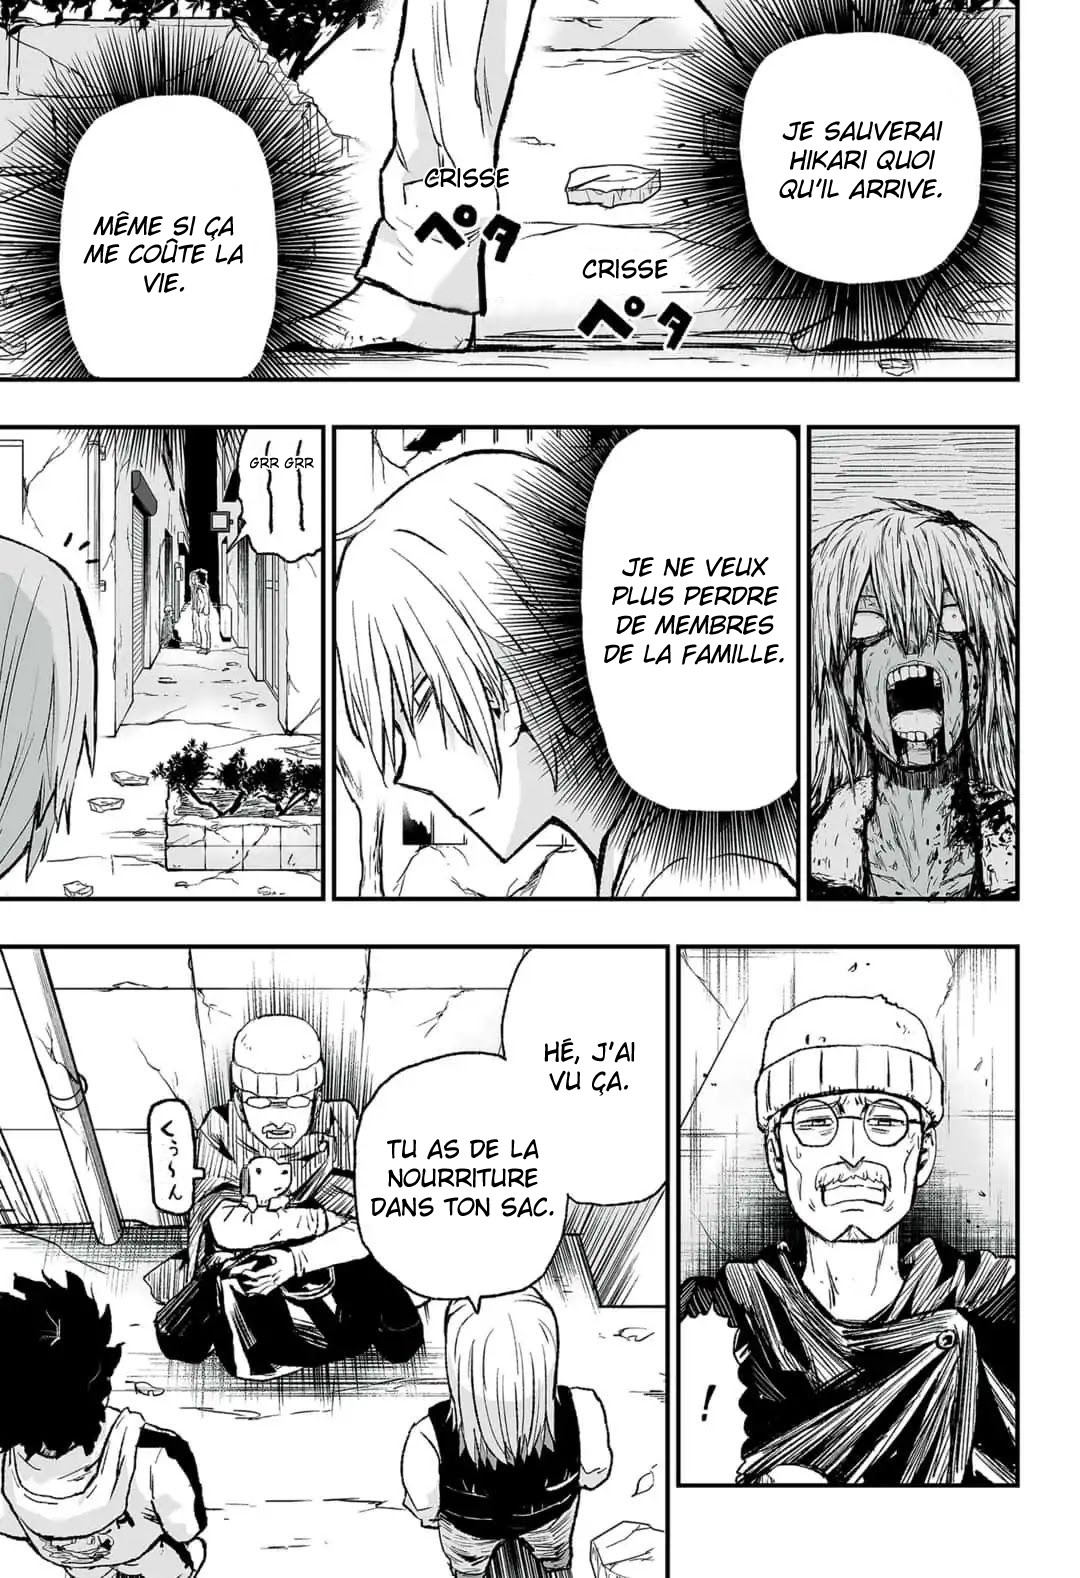 JE SAUVERAI
HIKARI QUOI
QU'IL ARRIVE.
CRISSE
ペタ
CRISSE
ペタ
MÊME SI ÇA
ME COÛTE LA
VIE.
JE NE VEUX
PLUS PERDRE
DE MEMBRES
DE LA FAMILLE.
GRR GRR
!
HÉ, J'AI
VU ÇA.
TU AS DE LA
NOURRITURE
DANS TON SAC.
くぅ〜ん